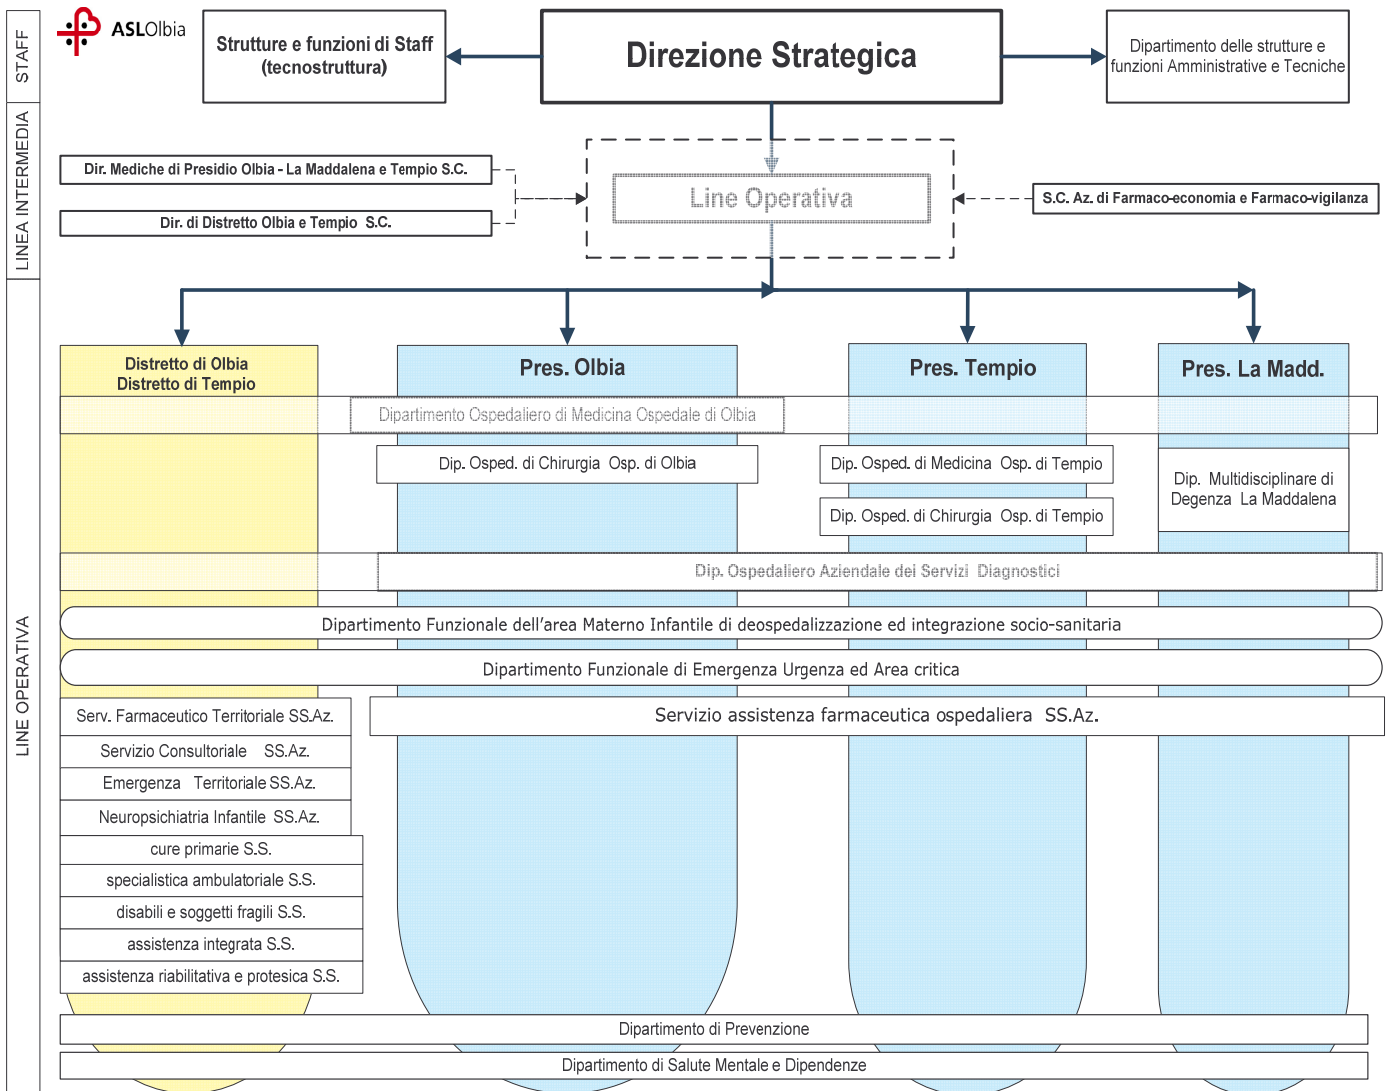 STAFF
ASLOlbia
Strutture e funzioni di Staff
(tecnostruttura)
Direzione Strategica
Dipartimento delle strutture e
funzioni Amministrative e Tecniche
LINEA INTERMEDIA
Dir. Mediche di Presidio Olbia - La Maddalena e Tempio S.C.
Dir. di Distretto Olbia e Tempio S.C.
Line Operativa
S.C. Az. di Farmaco-economia e Farmaco-vigilanza
LINE OPERATIVA
Distretto di Olbia
Distretto di Tempio
Pres. Olbia
Pres. Tempio
Pres. La Madd.
Dipartimento Ospedaliero di Medicina Ospedale di Olbia
Dip. Osped. di Chirurgia Osp. di Olbia
Dip. Osped. di Medicina Osp. di Tempio
Dip. Osped. di Chirurgia Osp. di Tempio
Dip. Multidisciplinare di
Degenza La Maddalena
Dip. Ospedaliero Aziendale dei Servizi Diagnostici
Dipartimento Funzionale dell'area Materno Infantile di deospedalizzazione ed integrazione socio-sanitaria
Dipartimento Funzionale di Emergenza Urgenza ed Area critica
Serv. Farmaceutico Territoriale SS.Az.
Servizio assistenza farmaceutica ospedaliera SS.Az.
Servizio Consultoriale SS.Az.
Emergenza Territoriale SS.Az.
Neuropsichiatria Infantile SS.Az.
cure primarie S.S.
specialistica ambulatoriale S.S.
disabili e soggetti fragili S.S.
assistenza integrata S.S.
assistenza riabilitativa e protesica S.S.
Dipartimento di Prevenzione
Dipartimento di Salute Mentale e Dipendenze